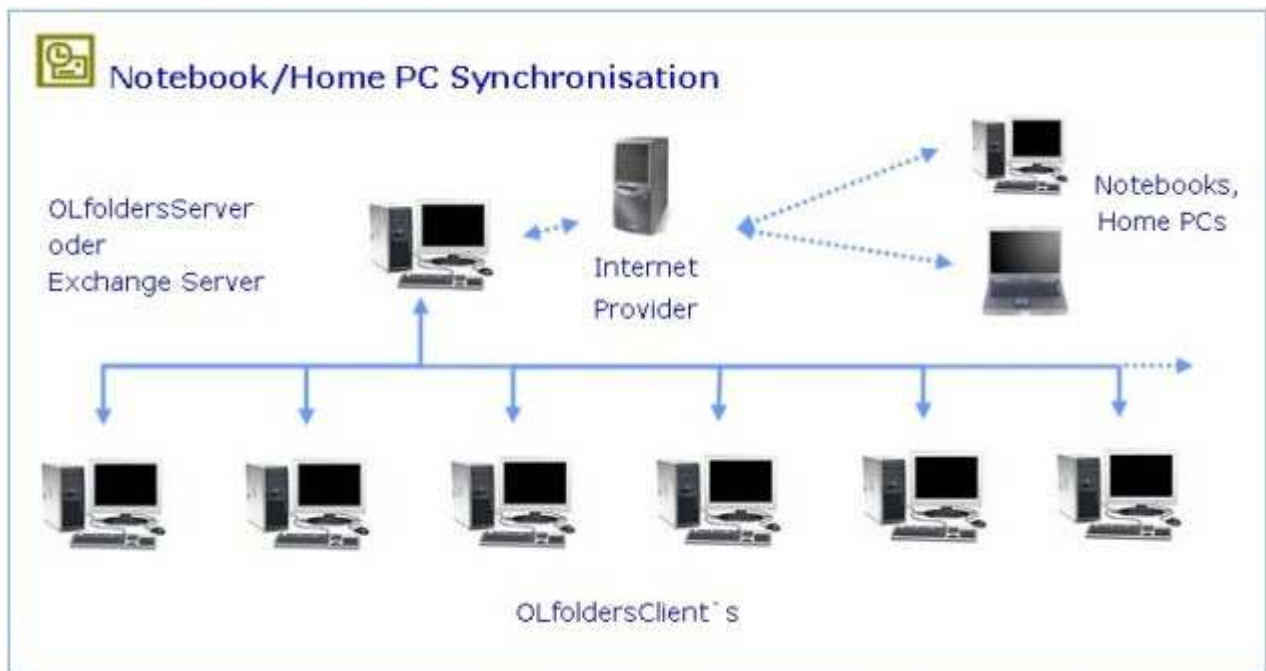 Notebook/Home PC Synchronisation
OLfoldersServer
oder
Exchange Server
Internet
Provider
Notebooks,
Home PCs
OLfoldersClient`s